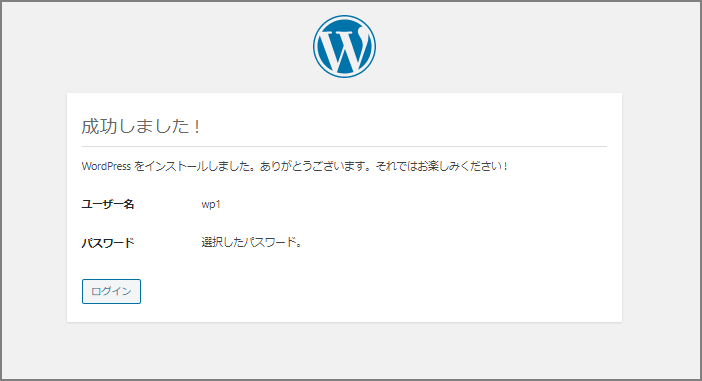 成功しました !
WordPress をインストールしました。ありがとうございます。それではお楽しみください !
ユーザー名 wp1
パスワード 選択したパスワード。
ログイン